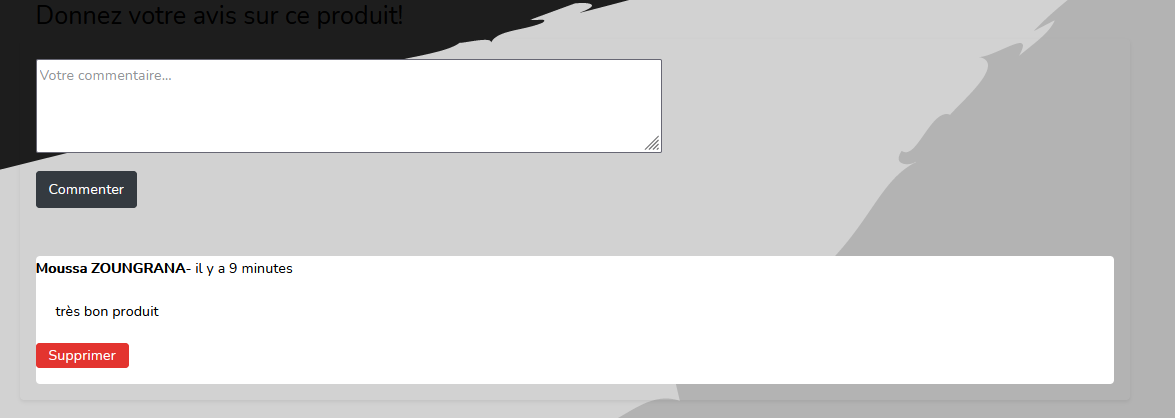 Donnez votre avis sur ce produit!
Votre commentaire...
Commenter
Moussa ZOUNGRANA- il y a 9 minutes
très bon produit
Supprimer